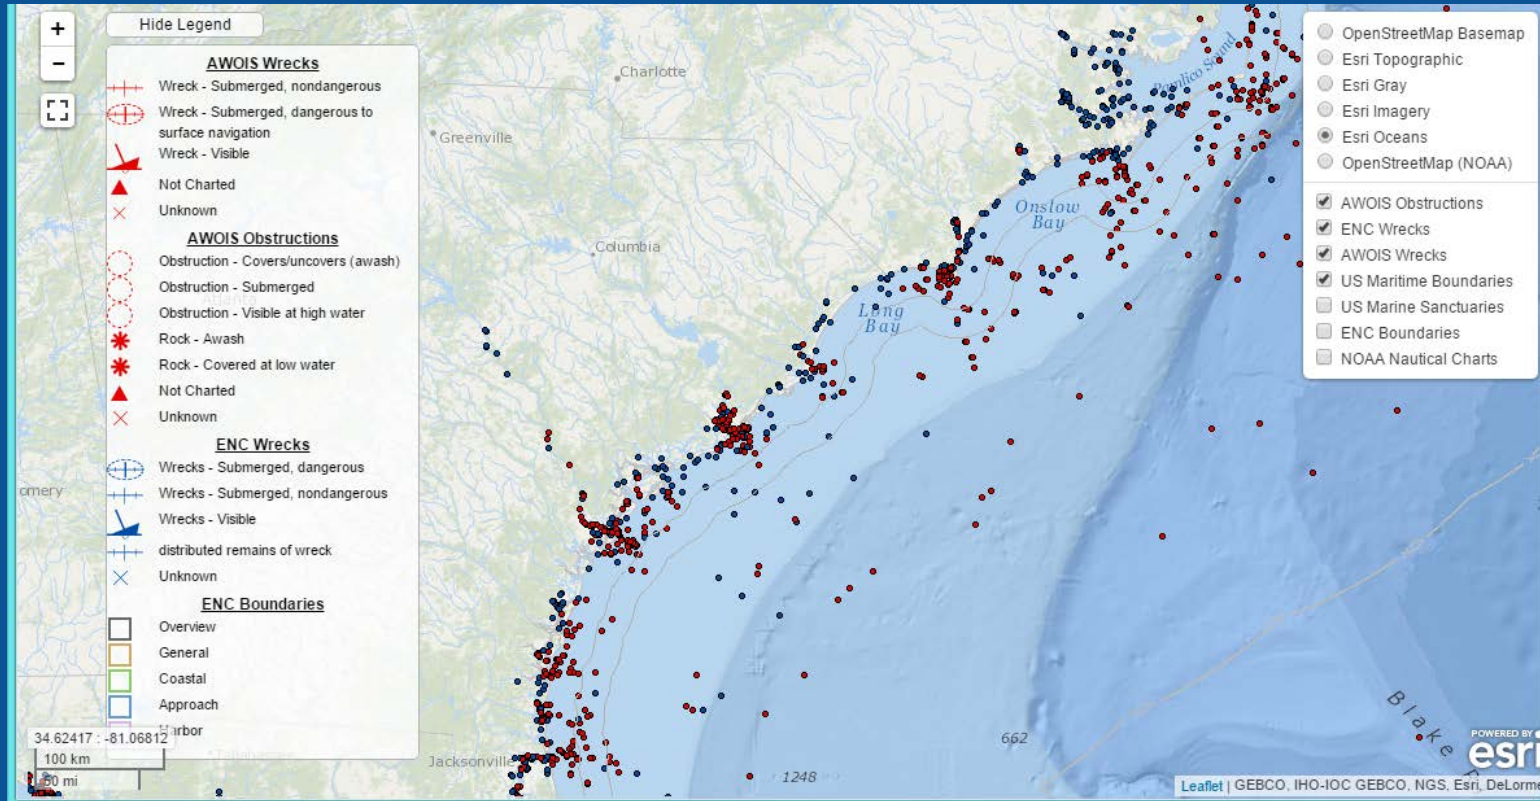 +
−
Hide Legend
AWOIS Wrecks
Wreck - Submerged, nondangerous
Wreck - Submerged, dangerous to
surface navigation
Wreck - Visible
Not Charted
Unknown
AWOIS Obstructions
Obstruction - Covers/uncovers (awash)
Obstruction - Submerged
Obstruction - Visible at high water
Rock - Awash
Rock - Covered at low water
Not Charted
Unknown
ENC Wrecks
Wrecks - Submerged, dangerous
Wrecks - Submerged, nondangerous
Wrecks - Visible
distributed remains of wreck
Unknown
ENC Boundaries
Overview
General
Coastal
Approach
arbor
34.62417 : -81.06812
100 km
50 mi
omery
Atlanta
Charlotte
Greenville
Columbia
Jacksonville
Pamlico Sound
Onslow
Bay
Long
Bay
662
1248
Blake
OpenStreetMap Basemap
Esri Topographic
Esri Gray
Esri Imagery
Esri Oceans
OpenStreetMap (NOAA)
AWOIS Obstructions
ENC Wrecks
AWOIS Wrecks
US Maritime Boundaries
US Marine Sanctuaries
ENC Boundaries
NOAA Nautical Charts
POWERED BY
esri
Leaflet | GEBCO, IHO-IOC GEBCO, NGS, Esri, DeLorme